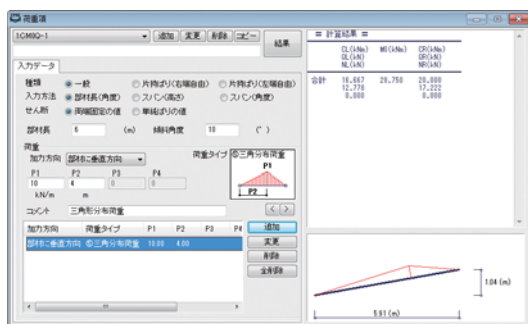 荷重項
1CM0Q-1 追加 変更 削除 コピー
結果
入力データ
種類 一般 片持ばり(右端自由) 片持ばり(左端自由)
入力方法 部材長(角度) スパン(高さ) スパン(角度)
せん断 両端固定の値 単純ばりの値
部材長 6 (m) 傾斜角度 10 (°)
荷重
加力方向 部材に垂直方向 荷重タイプ ⑤三角分布荷重
P1 P2 P3 P4
10 4 0 0
kN/m m
P1
P2
コメント 三角形分布荷重
< >
加力方向 荷重タイプ P1 P2 P3 P4
部材に垂直方向 ⑤三角分布荷重 10.00 4.00
追加
変更
削除
全削除
= 計算結果 =
CL(kNm) M0(kNm) CR(kNm)
QL(kN) QR(kN)
NL(kN) NR(kN)
合計 16.667 28.750 20.000
12.778 17.222
0.000 0.000
1.04 (m)
5.91 (m)